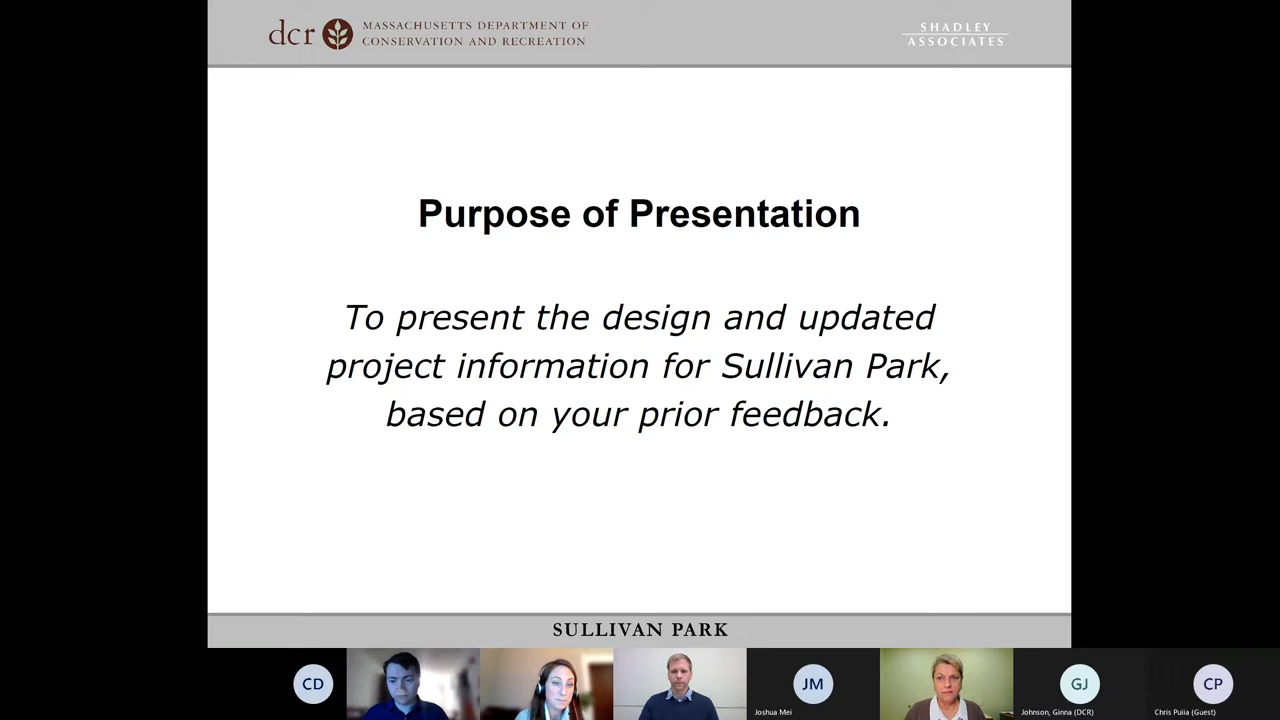 dcr
MASSACHUSETTS DEPARTMENT OF
CONSERVATION AND RECREATION
SHADLEY
ASSOCIATES
Purpose of Presentation
To present the design and updated
project information for Sullivan Park,
based on your prior feedback.
SULLIVAN PARK
CD
JM
Joshua Mei
GJ
Johnson, Ginna (DCR)
CP
Chris Puiia (Guest)